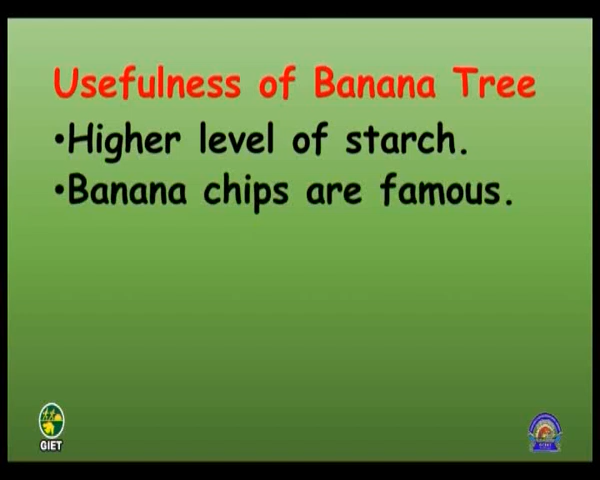 Usefulness of Banana Tree
•Higher level of starch.
•Banana chips are famous.
GIET